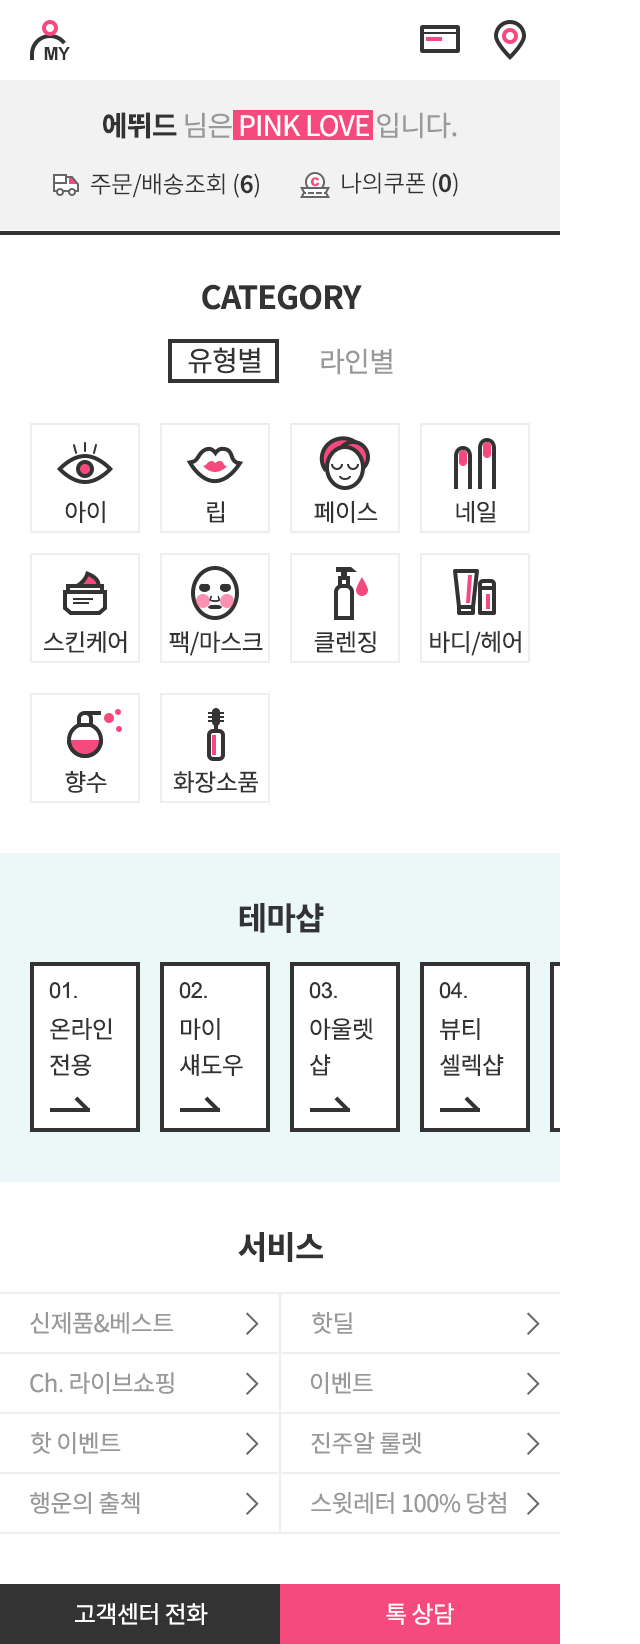 MY
에뛰드 님은 PINK LOVE 입니다.
주문/배송조회 (6) 나의쿠폰 (0)
CATEGORY
유형별 라인별
아이 립 페이스 네일
스킨케어 팩/마스크 클렌징 바디/헤어
향수 화장소품
테마샵
01. 02. 03. 04.
온라인 마이 아울렛 뷰티
전용 섀도우 샵 셀렉샵
서비스
신제품&베스트 핫딜
Ch. 라이브쇼핑 이벤트
핫 이벤트 진주알 룰렛
행운의 출첵 스윗레터 100% 당첨
고객센터 전화 톡 상담